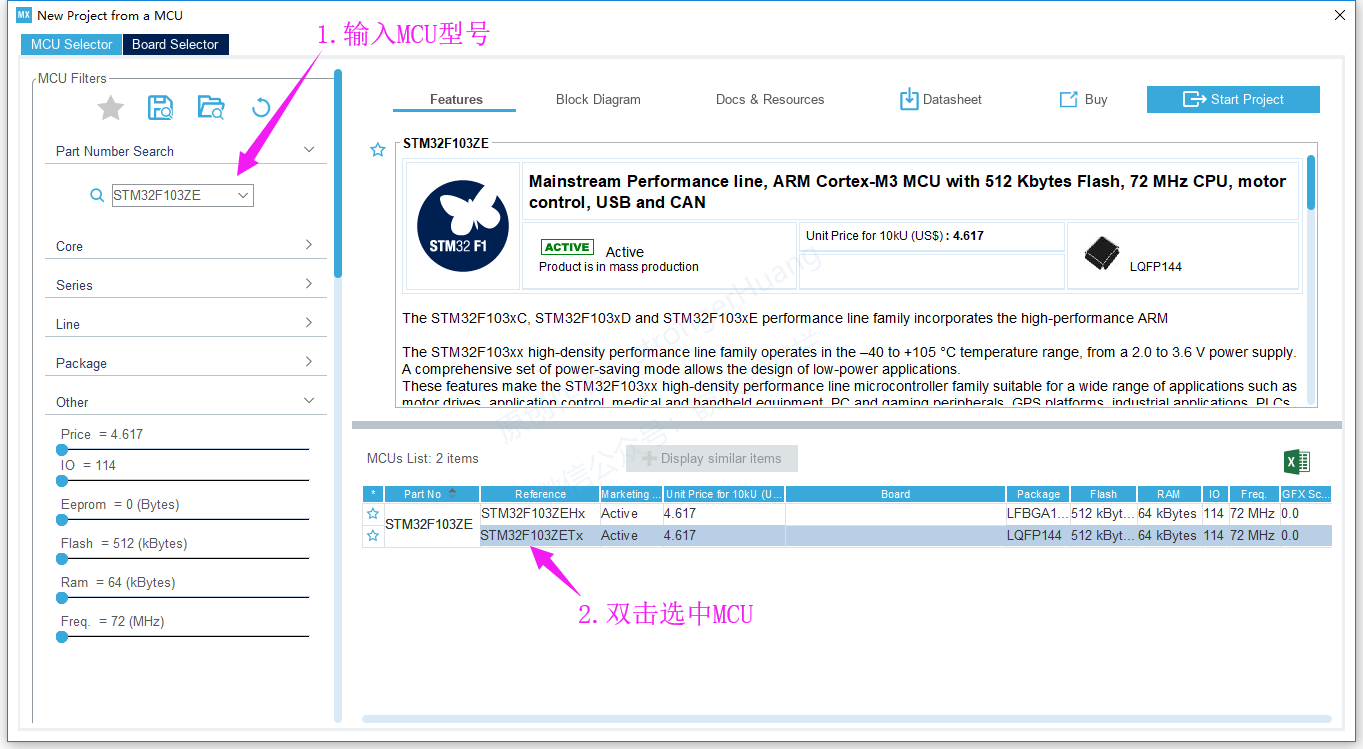 MX New Project from a MCU
1.输入MCU型号
MCU Selector Board Selector
MCU Filters
Part Number Search
STM32F103ZE
Core
Series
Line
Package
Other
Price = 4.617
IO = 114
Eeprom = 0 (Bytes)
Flash = 512 (kBytes)
Ram = 64 (kBytes)
Freq. = 72 (MHz)
Features Block Diagram Docs & Resources Datasheet Buy Start Project
STM32F103ZE
STM32 F1
Mainstream Performance line, ARM Cortex-M3 MCU with 512 Kbytes Flash, 72 MHz CPU, motor
control, USB and CAN
ACTIVE Active
Product is in mass production
Unit Price for 10kU (US$) : 4.617
LQFP144
The STM32F103xC, STM32F103xD and STM32F103xE performance line family incorporates the high-performance ARM
The STM32F103xx high-density performance line family operates in the –40 to +105 °C temperature range, from a 2.0 to 3.6 V power supply.
A comprehensive set of power-saving mode allows the design of low-power applications.
These features make the STM32F103xx high-density performance line microcontroller family suitable for a wide range of applications such as
motor drives, application control, medical and handheld equipment, PC and gaming peripherals, GPS platforms, industrial applications, PLCs,
MCUs List: 2 items
Display similar items
X
* Part No Reference Marketing ... Unit Price for 10kU (U... Board Package Flash RAM IO Freq. GFX Sc...
STM32F103ZE
STM32F103ZEHx Active 4.617 LFBGA1... 512 kByt... 64 kBytes 114 72 MHz 0.0
STM32F103ZETx Active 4.617 LQFP144 512 kByt... 64 kBytes 114 72 MHz 0.0
2.双击选中MCU